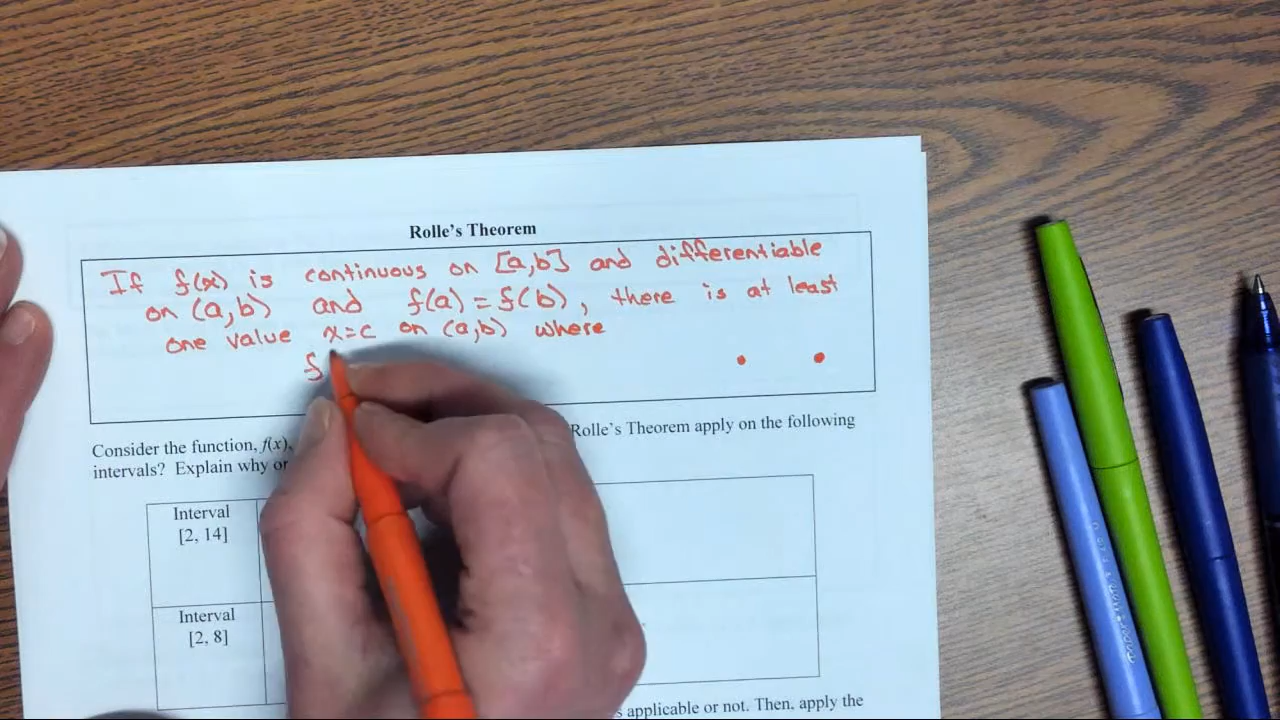 Rolle's Theorem
If f(x) is continuous on [a,b] and differentiable
on (a,b) and f(a) = f(b), there is at least
one value x=c on (a,b) where
f
Consider the function, f(x), Rolle's Theorem apply on the following
intervals? Explain why or
Interval
[2, 14]
Interval
[2, 8]
applicable or not. Then, apply the